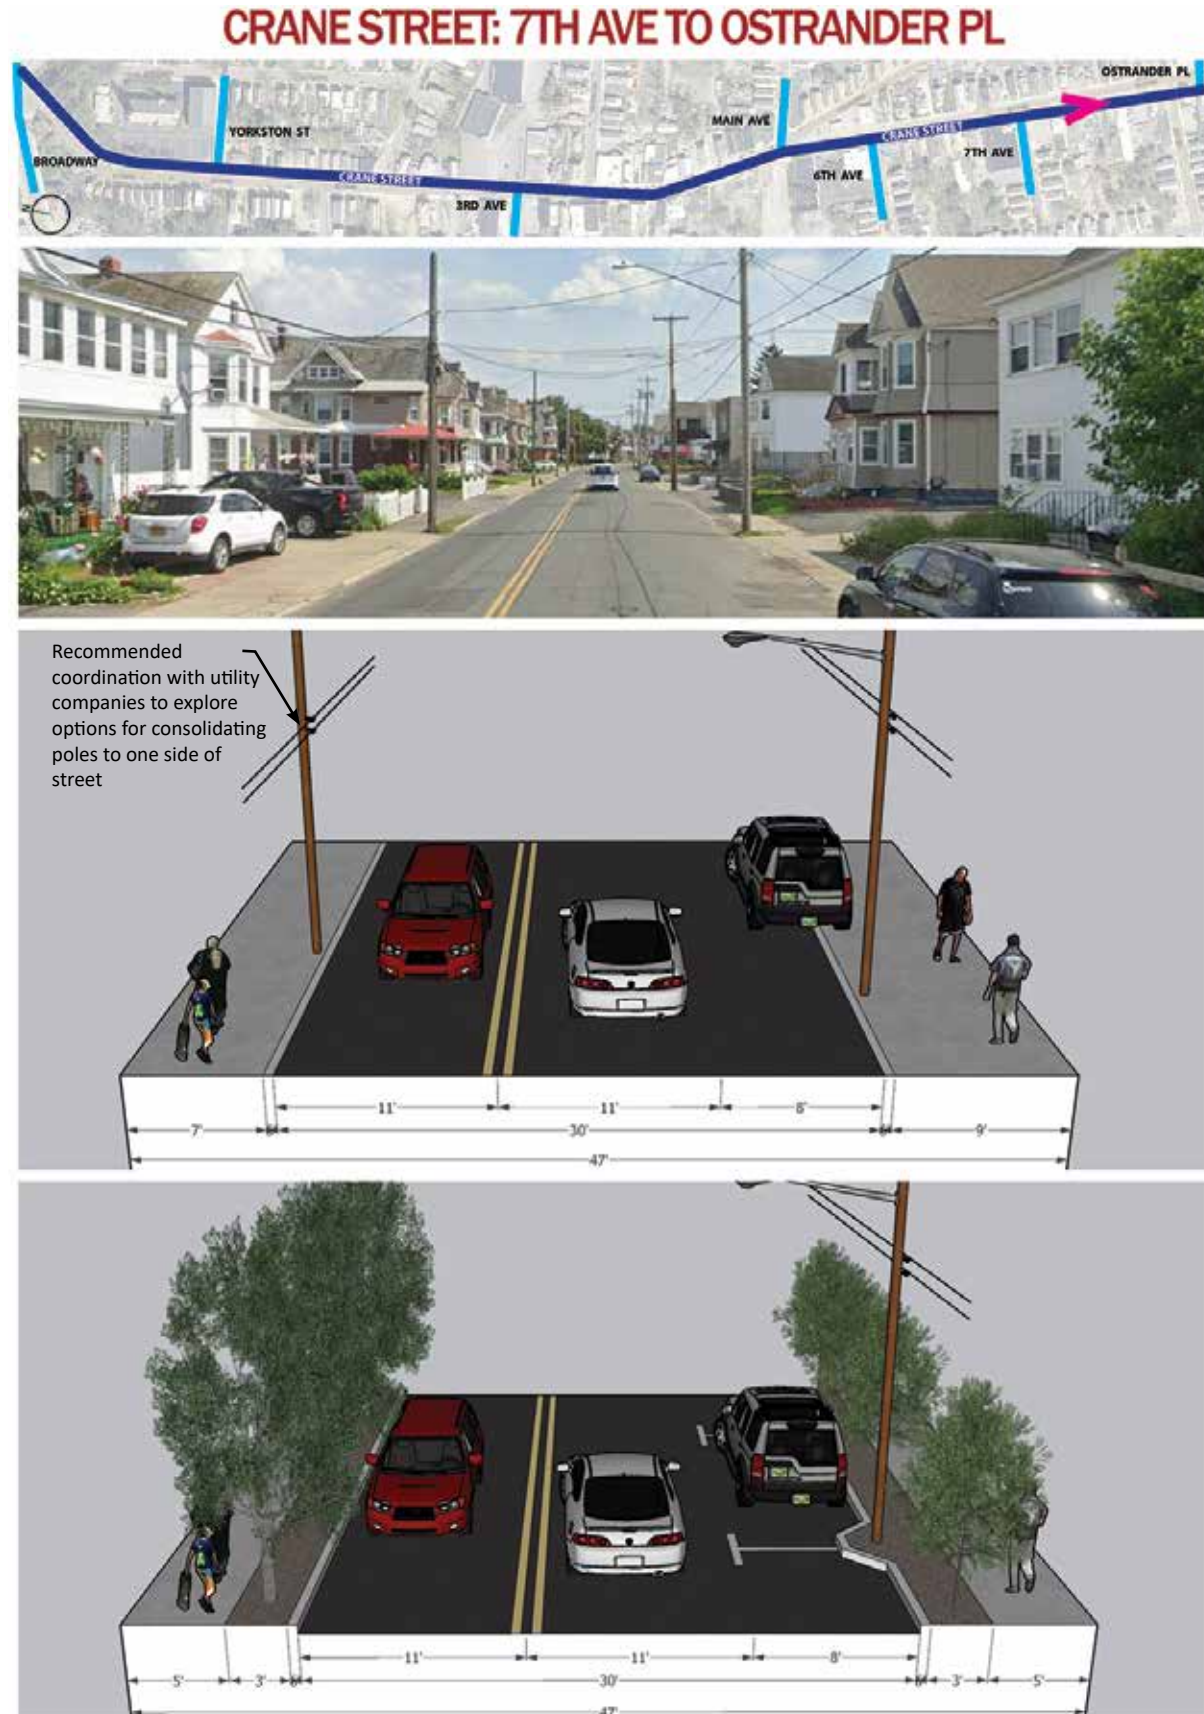 CRANE STREET: 7TH AVE TO OSTRANDER PL
OSTRANDER PL
MAIN AVE
YORKSTON ST
CRANE STREET
7TH AVE
BROADWAY
6TH AVE
CRANE STREET
3RD AVE
Recommended
coordination with utility
companies to explore
options for consolidating
poles to one side of
street
11' 11' 8'
7' 30' 9'
47'
11' 11' 8'
5' 3' 30' 3' 5'
47'